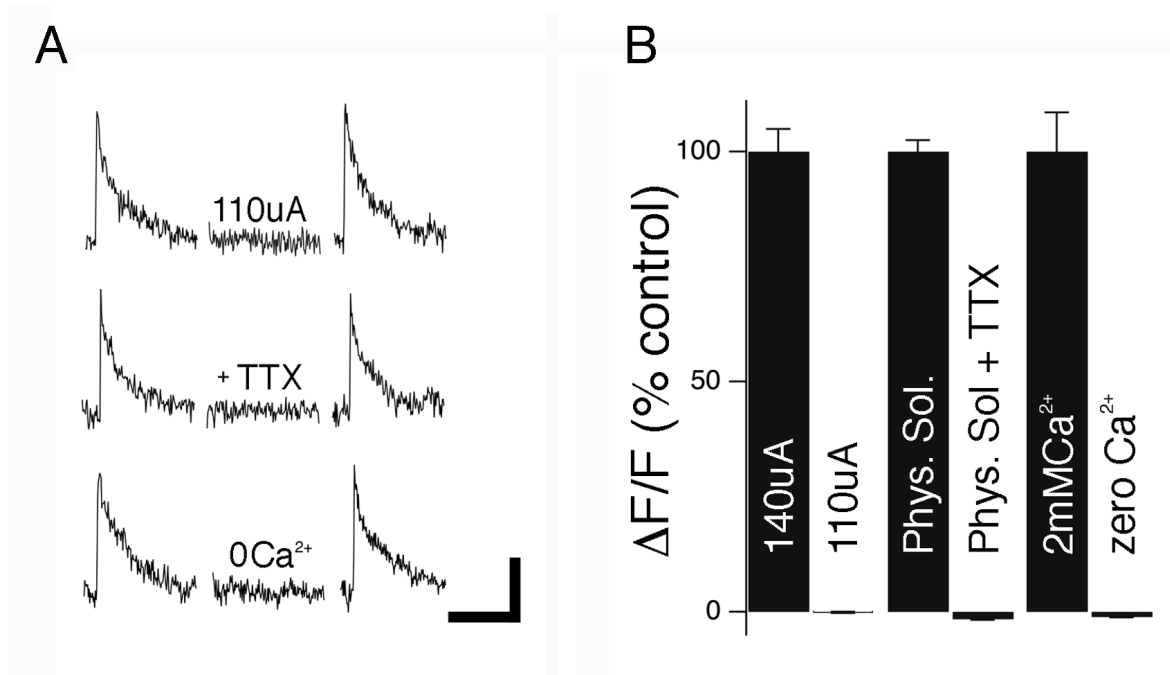 A
110uA
+ TTX
0Ca²⁺
B
ΔF/F (% control)
100
50
0
140uA
110uA
Phys. Sol.
Phys. Sol + TTX
2mMCa²⁺
zero Ca²⁺